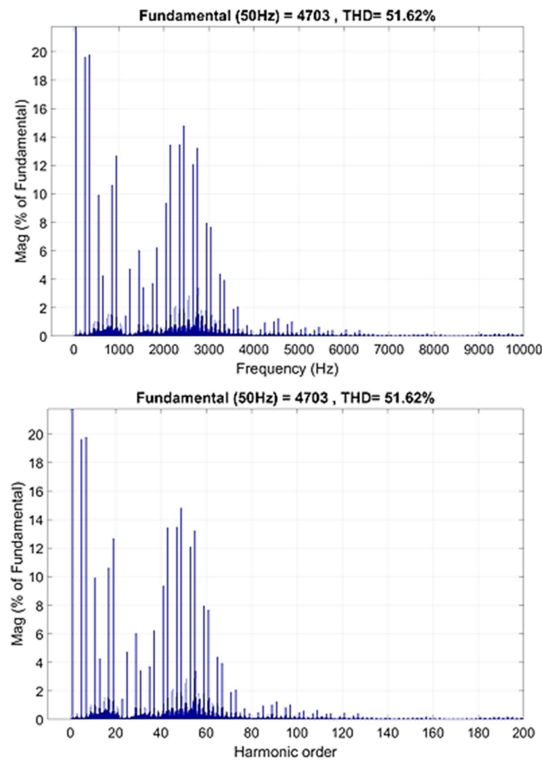 Fundamental (50Hz) = 4703 , THD= 51.62%
Mag (% of Fundamental)
20
18
16
14
12
10
8
6
4
2
0
0 1000 2000 3000 4000 5000 6000 7000 8000 9000 10000
Frequency (Hz)
Fundamental (50Hz) = 4703 , THD= 51.62%
Mag (% of Fundamental)
20
18
16
14
12
10
8
6
4
2
0
0 20 40 60 80 100 120 140 160 180 200
Harmonic order